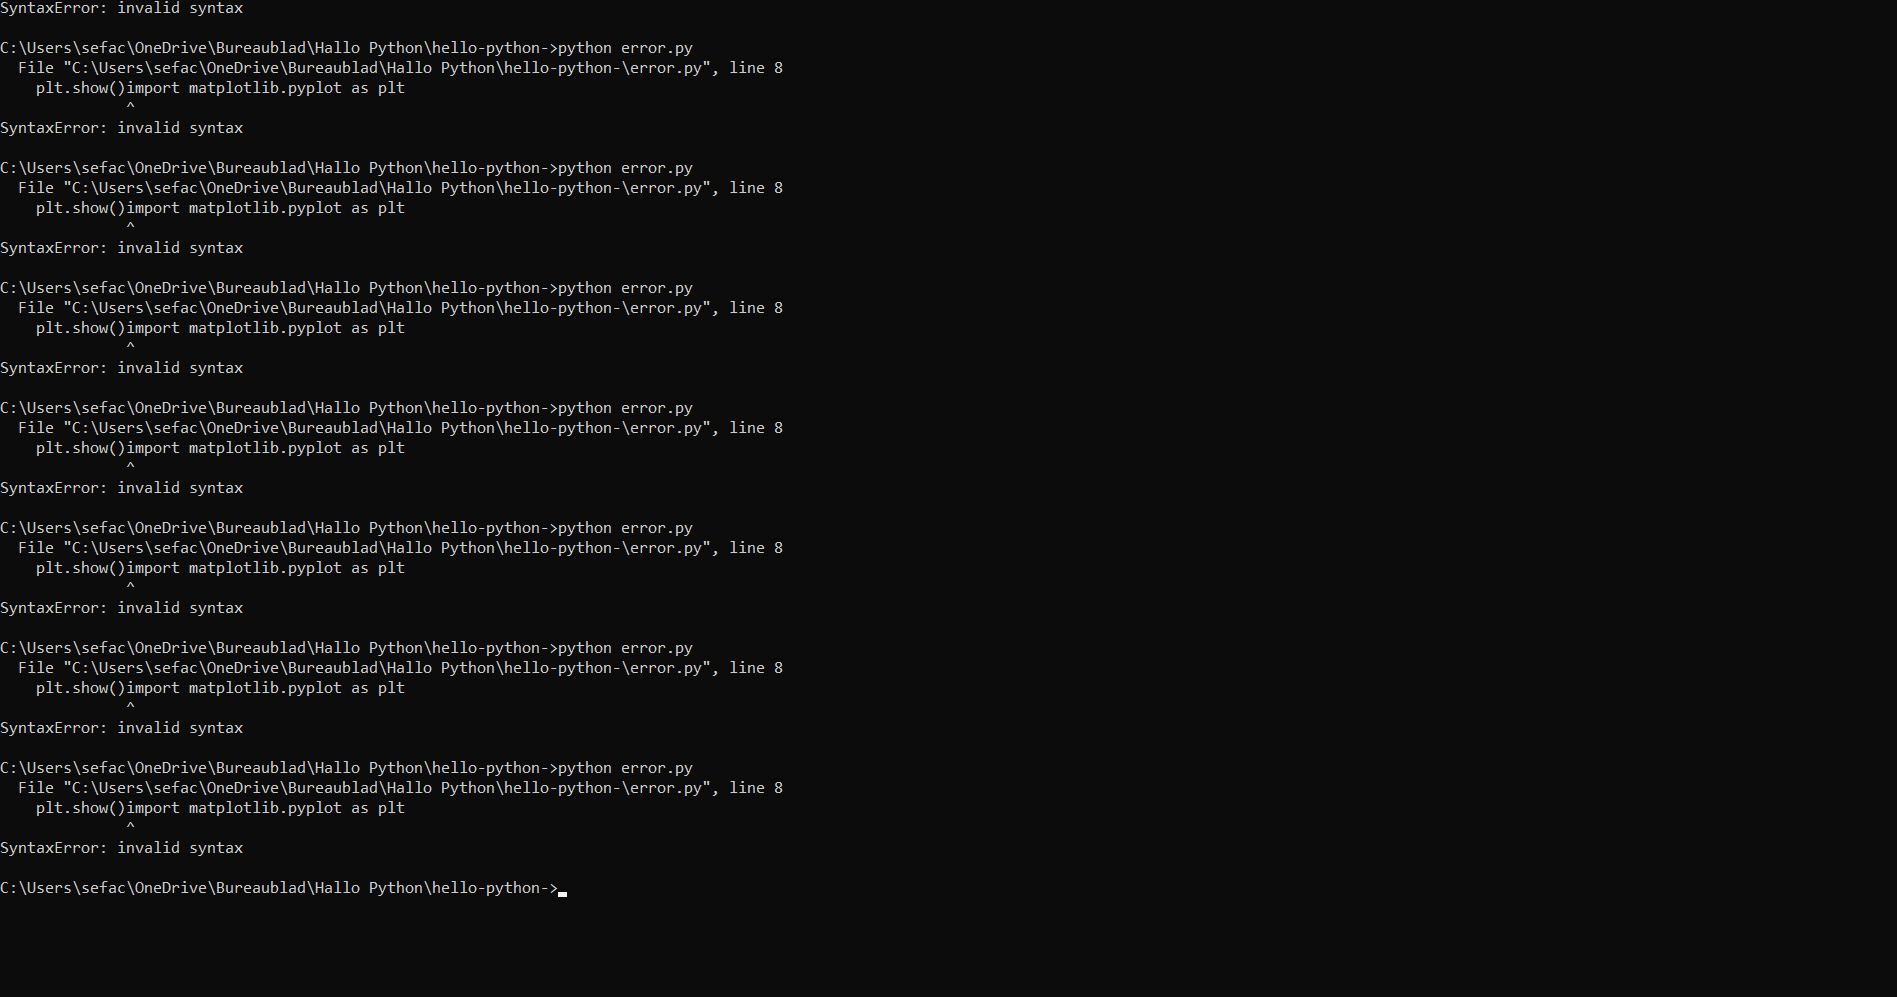 SyntaxError: invalid syntax
C:\Users\sefac\OneDrive\Bureaublad\Hallo Python\hello-python->python error.py
File "C:\Users\sefac\OneDrive\Bureaublad\Hallo Python\hello-python-\error.py", line 8
plt.show()import matplotlib.pyplot as plt
^
SyntaxError: invalid syntax
C:\Users\sefac\OneDrive\Bureaublad\Hallo Python\hello-python->python error.py
File "C:\Users\sefac\OneDrive\Bureaublad\Hallo Python\hello-python-\error.py", line 8
plt.show()import matplotlib.pyplot as plt
^
SyntaxError: invalid syntax
C:\Users\sefac\OneDrive\Bureaublad\Hallo Python\hello-python->python error.py
File "C:\Users\sefac\OneDrive\Bureaublad\Hallo Python\hello-python-\error.py", line 8
plt.show()import matplotlib.pyplot as plt
^
SyntaxError: invalid syntax
C:\Users\sefac\OneDrive\Bureaublad\Hallo Python\hello-python->python error.py
File "C:\Users\sefac\OneDrive\Bureaublad\Hallo Python\hello-python-\error.py", line 8
plt.show()import matplotlib.pyplot as plt
^
SyntaxError: invalid syntax
C:\Users\sefac\OneDrive\Bureaublad\Hallo Python\hello-python->python error.py
File "C:\Users\sefac\OneDrive\Bureaublad\Hallo Python\hello-python-\error.py", line 8
plt.show()import matplotlib.pyplot as plt
^
SyntaxError: invalid syntax
C:\Users\sefac\OneDrive\Bureaublad\Hallo Python\hello-python->python error.py
File "C:\Users\sefac\OneDrive\Bureaublad\Hallo Python\hello-python-\error.py", line 8
plt.show()import matplotlib.pyplot as plt
^
SyntaxError: invalid syntax
C:\Users\sefac\OneDrive\Bureaublad\Hallo Python\hello-python->python error.py
File "C:\Users\sefac\OneDrive\Bureaublad\Hallo Python\hello-python-\error.py", line 8
plt.show()import matplotlib.pyplot as plt
^
SyntaxError: invalid syntax
C:\Users\sefac\OneDrive\Bureaublad\Hallo Python\hello-python->